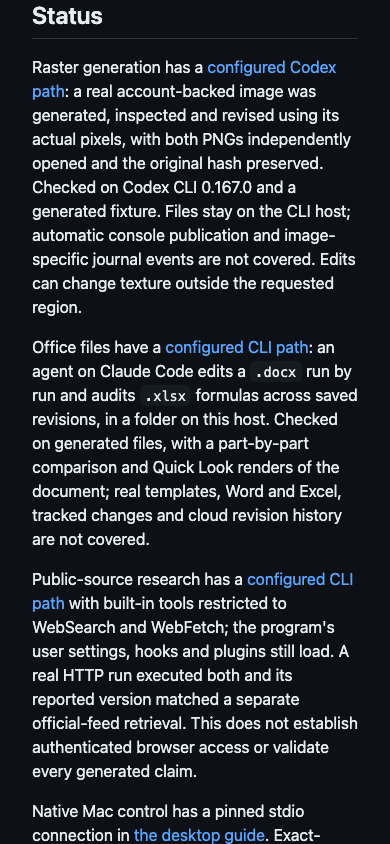 Status
Raster generation has a configured Codex
path: a real account-backed image was
generated, inspected and revised using its
actual pixels, with both PNGs independently
opened and the original hash preserved.
Checked on Codex CLI 0.167.0 and a
generated fixture. Files stay on the CLI host;
automatic console publication and image-
specific journal events are not covered. Edits
can change texture outside the requested
region.
Office files have a configured CLI path: an
agent on Claude Code edits a .docx run by
run and audits .xlsx formulas across saved
revisions, in a folder on this host. Checked
on generated files, with a part-by-part
comparison and Quick Look renders of the
document; real templates, Word and Excel,
tracked changes and cloud revision history
are not covered.
Public-source research has a configured CLI
path with built-in tools restricted to
WebSearch and WebFetch; the program's
user settings, hooks and plugins still load. A
real HTTP run executed both and its
reported version matched a separate
official-feed retrieval. This does not establish
authenticated browser access or validate
every generated claim.
Native Mac control has a pinned stdio
connection in the desktop guide. Exact-